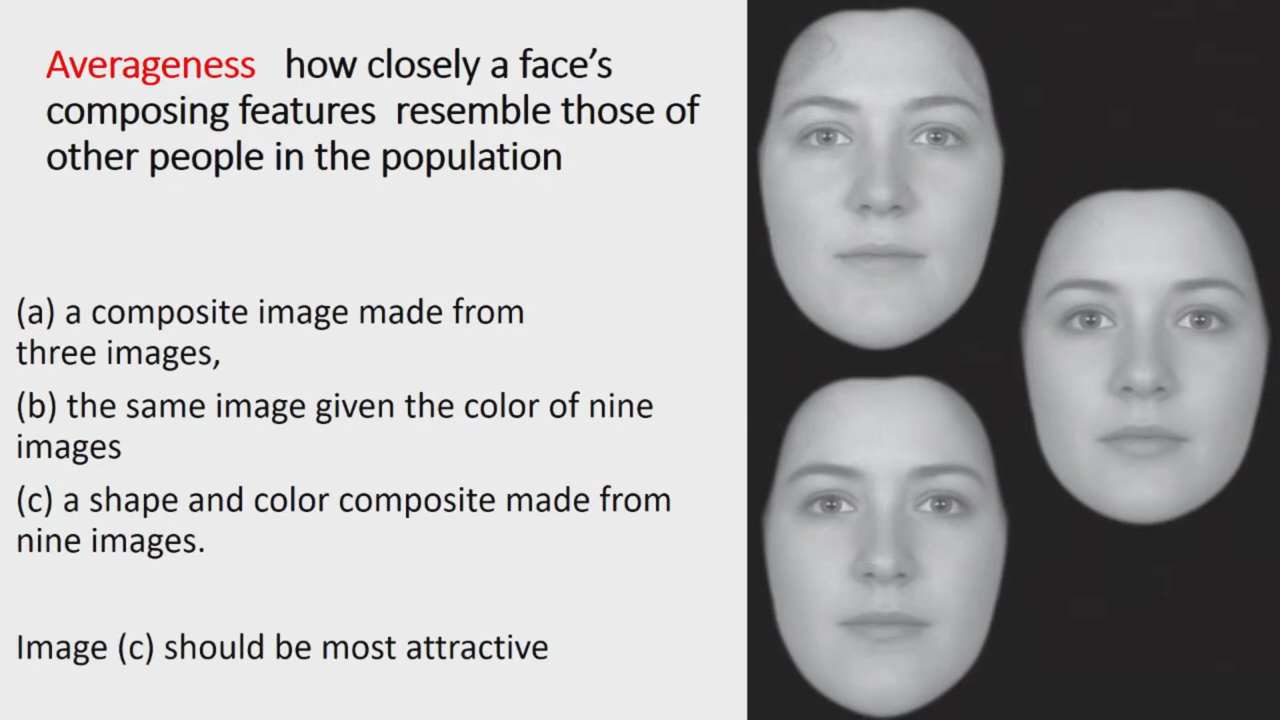 Averageness how closely a face's
composing features resemble those of
other people in the population
(a) a composite image made from
three images,
(b) the same image given the color of nine
images
(c) a shape and color composite made from
nine images.
Image (c) should be most attractive